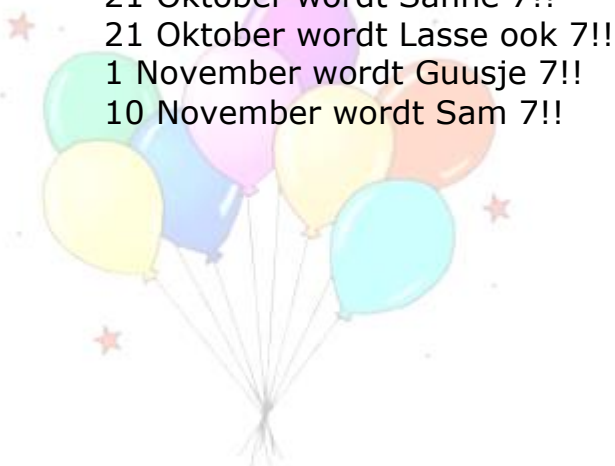 21 Oktober wordt Sanne 7!!
21 Oktober wordt Lasse ook 7!!
1 November wordt Guusje 7!!
10 November wordt Sam 7!!